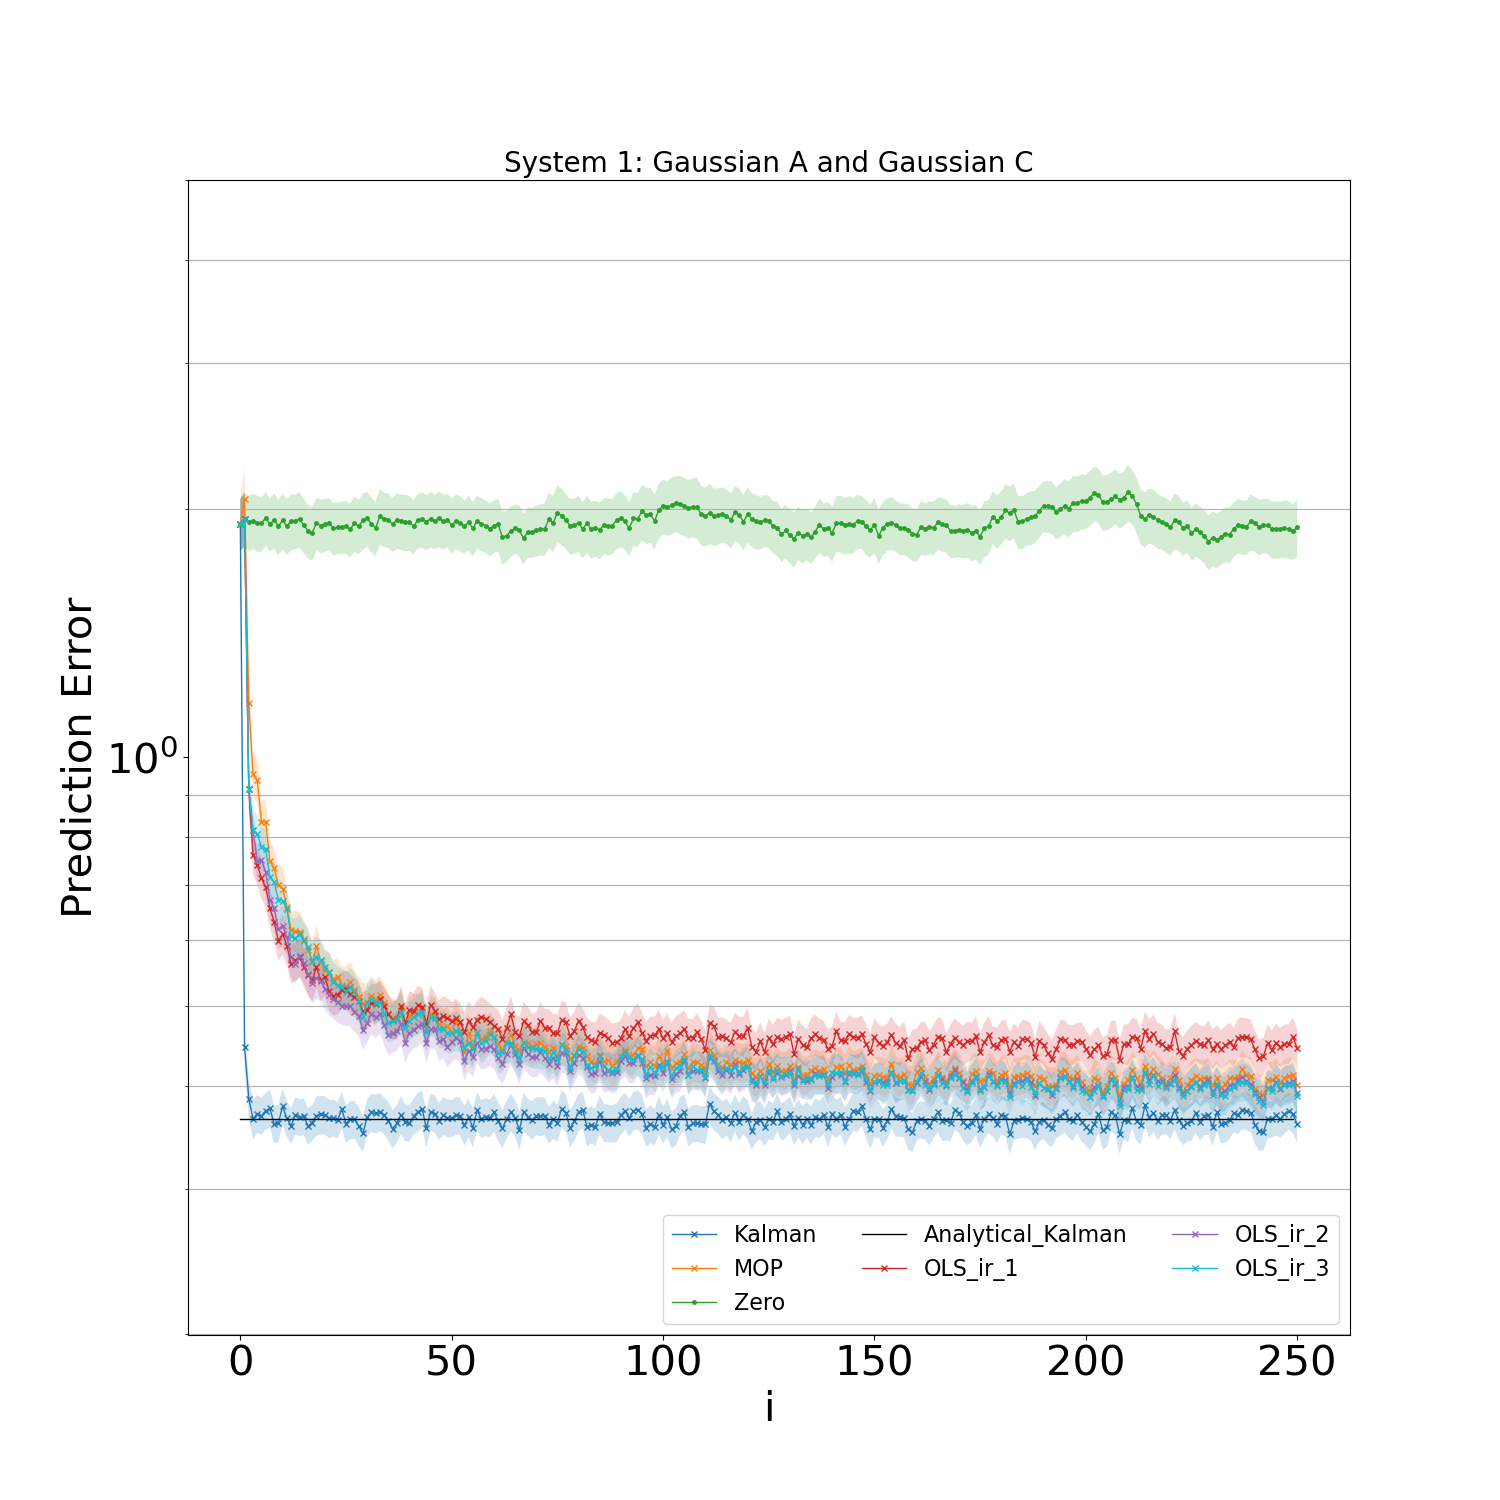 System 1: Gaussian A and Gaussian C
Prediction Error
10⁰
0 50 100 150 200 250
i
Kalman
MOP
Zero
Analytical_Kalman
OLS_ir_1
OLS_ir_2
OLS_ir_3